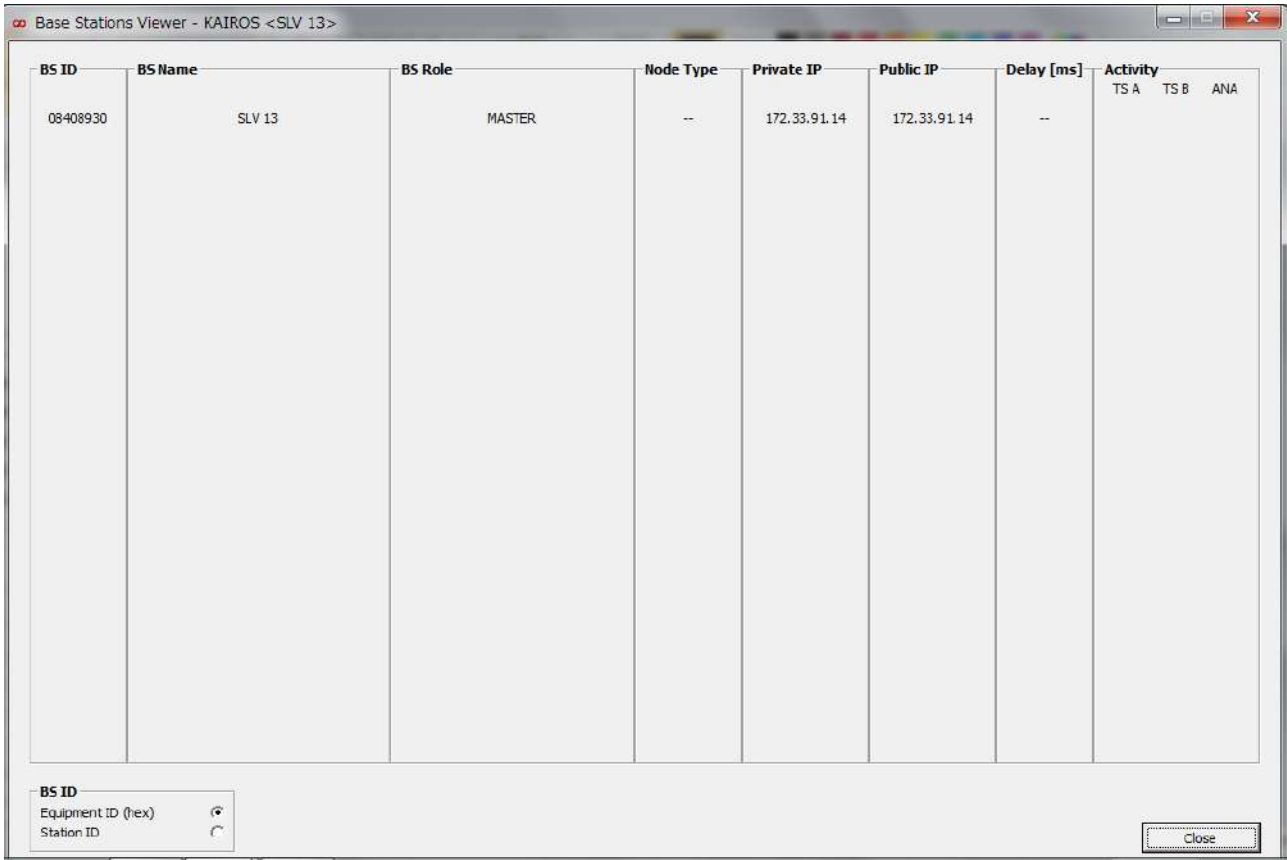 Base Stations Viewer - KAIROS <SLV 13>
BS ID BS Name BS Role Node Type Private IP Public IP Delay [ms] Activity
TS A TS B ANA
08408930 SLV 13 MASTER -- 172.33.91.14 172.33.91.14 --
BS ID
Equipment ID (hex)
Station ID
Close